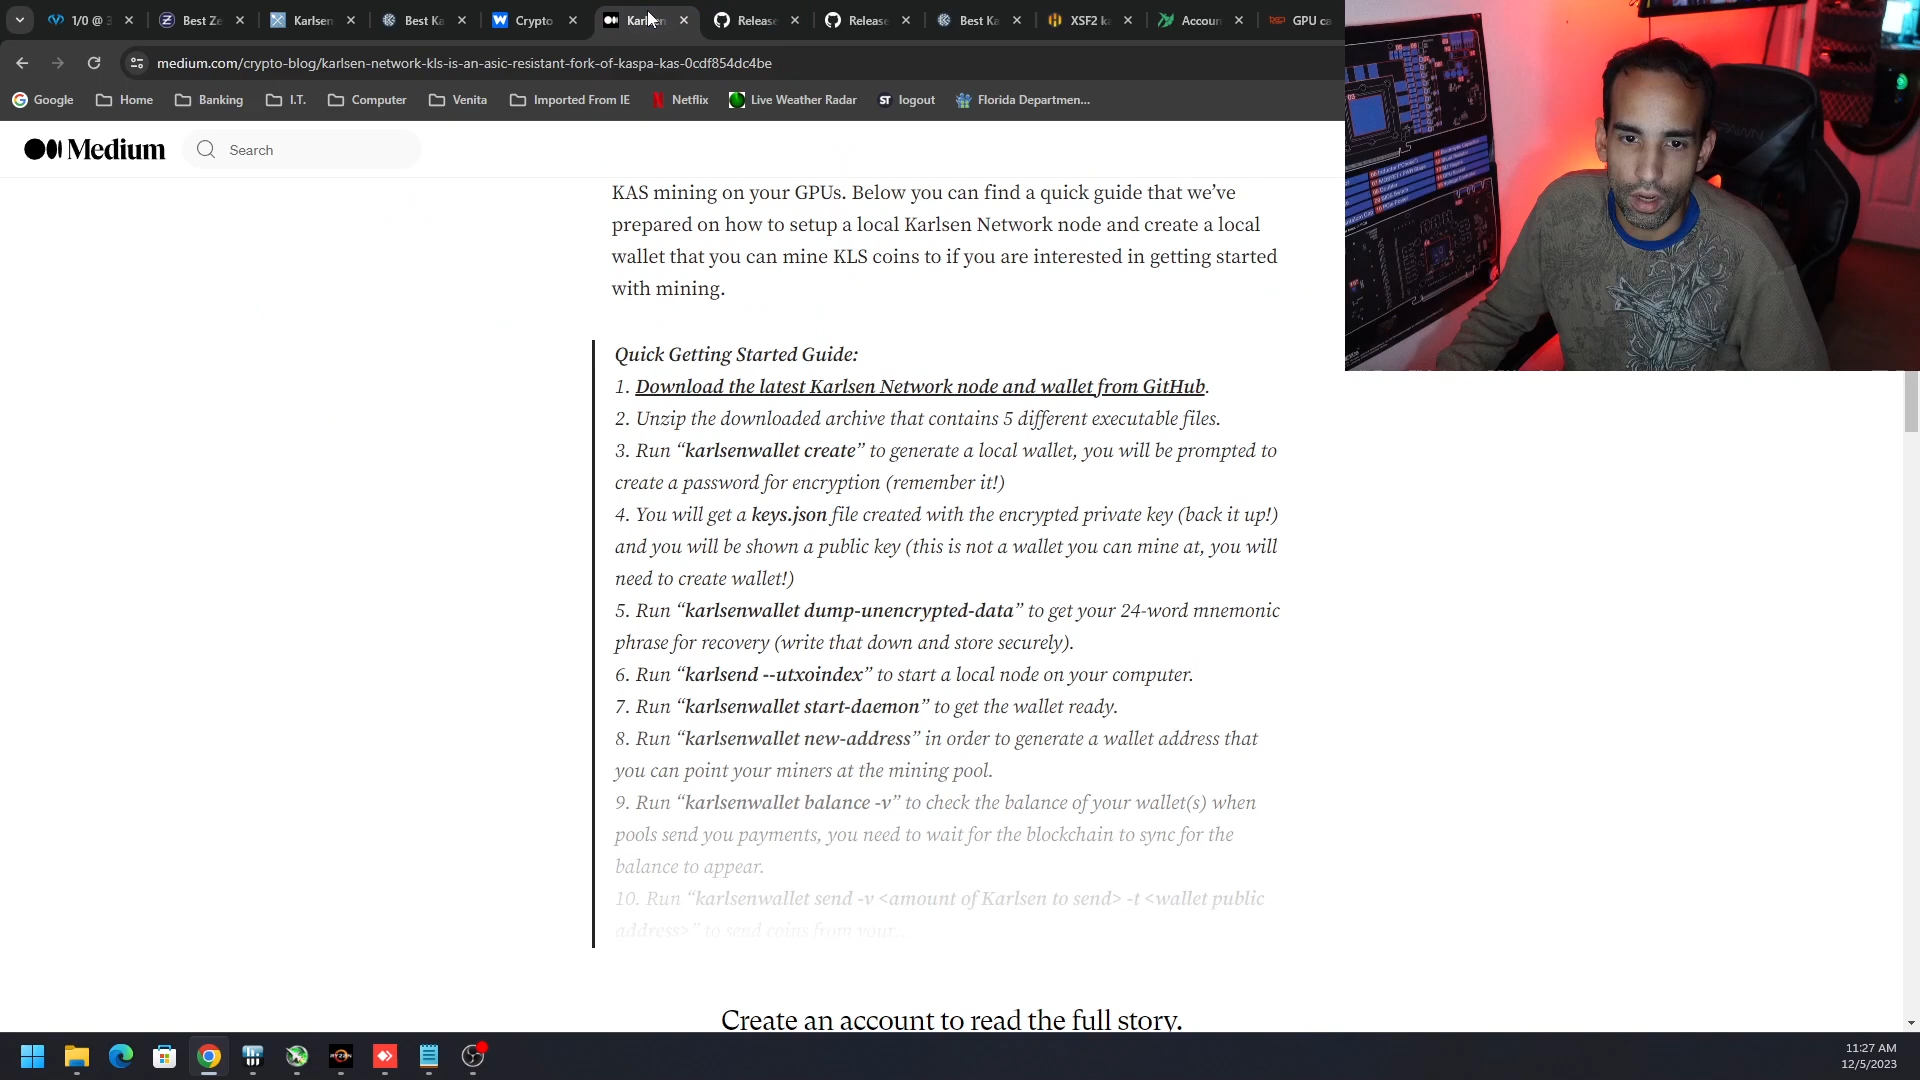 1/0 @ 3
Best Ze
Karlsen
Best Ka
Crypto
Karlsen
Release
Release
Best Ka
XSF2 ka
Accoun
GPU ca
medium.com/crypto-blog/karlsen-network-kls-is-an-asic-resistant-fork-of-kaspa-kas-0cdf854dc4be
Google Home Banking I.T. Computer Venita Imported From IE Netflix Live Weather Radar ST logout Florida Departmen...
Medium
Search
KAS mining on your GPUs. Below you can find a quick guide that we’ve
prepared on how to setup a local Karlsen Network node and create a local
wallet that you can mine KLS coins to if you are interested in getting started
with mining.
Quick Getting Started Guide:
1. Download the latest Karlsen Network node and wallet from GitHub.
2. Unzip the downloaded archive that contains 5 different executable files.
3. Run “karlsenwallet create” to generate a local wallet, you will be prompted to
create a password for encryption (remember it!)
4. You will get a keys.json file created with the encrypted private key (back it up!)
and you will be shown a public key (this is not a wallet you can mine at, you will
need to create wallet!)
5. Run “karlsenwallet dump-unencrypted-data” to get your 24-word mnemonic
phrase for recovery (write that down and store securely).
6. Run “karlsend --utxoindex” to start a local node on your computer.
7. Run “karlsenwallet start-daemon” to get the wallet ready.
8. Run “karlsenwallet new-address” in order to generate a wallet address that
you can point your miners at the mining pool.
9. Run “karlsenwallet balance -v” to check the balance of your wallet(s) when
pools send you payments, you need to wait for the blockchain to sync for the
balance to appear.
10. Run “karlsenwallet send -v <amount of Karlsen to send> -t <wallet public
address>” to send coins from your...
Create an account to read the full story.
RYZEN
11:27 AM
12/5/2023